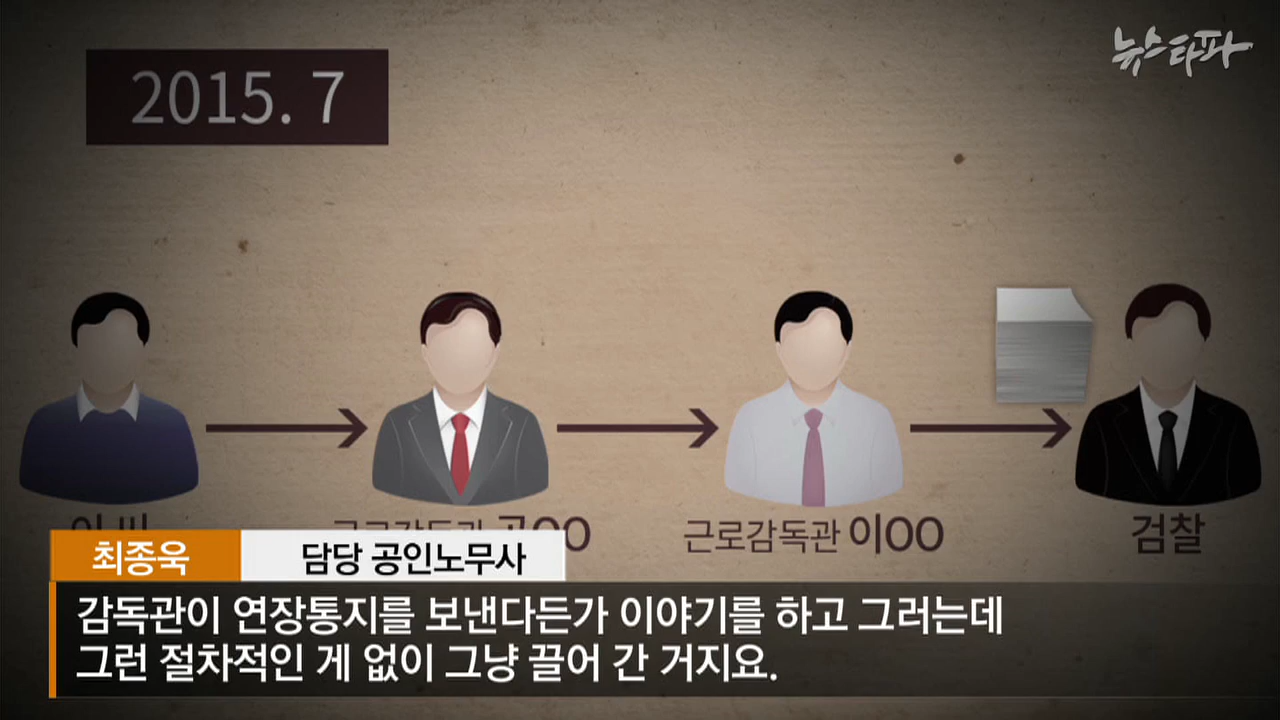 뉴스타파
2015. 7
근로감독관 이OO
검찰
최종욱 담당 공인노무사
감독관이 연장통지를 보낸다든가 이야기를 하고 그러는데
그런 절차적인 게 없이 그냥 끌어 간 거지요.